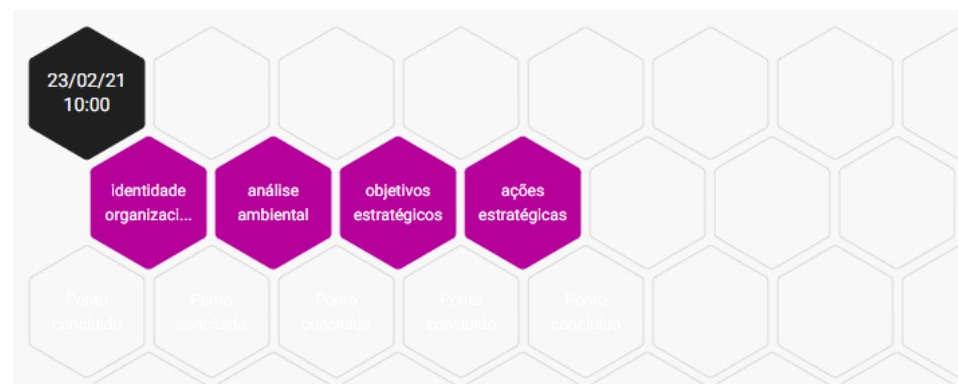 23/02/21
10:00
identidade
organizaci...
análise
ambiental
objetivos
estratégicos
ações
estratégicas
Ponto
concluído
Ponto
concluído
Ponto
concluído
Ponto
concluído
Ponto
concluído